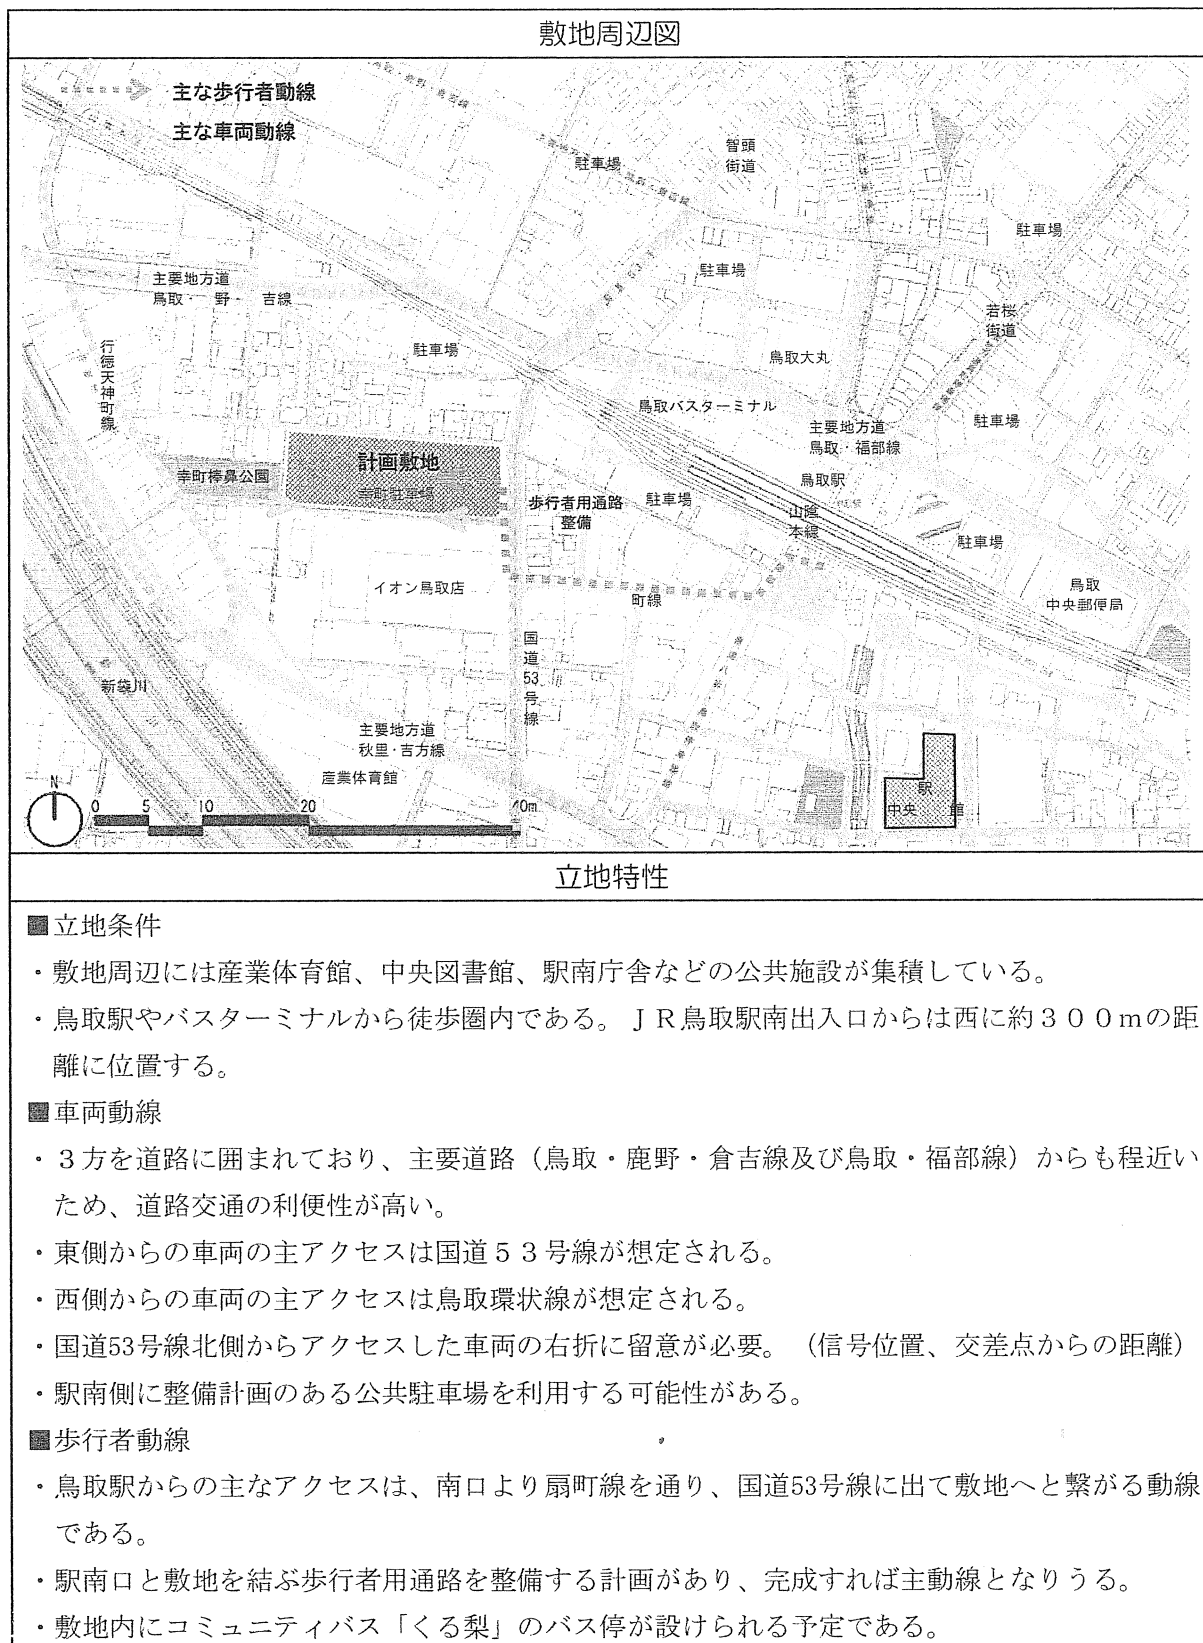 敷地周辺図
主な歩行者動線
主な車両動線
智頭
街道
駐車場
駐車場
駐車場
主要地方道
鳥取・ 野・ 吉線
若桜
街道
行徳天神町線
駐車場
鳥取大丸
鳥取バスターミナル
主要地方道
鳥取・福部線
駐車場
計画敷地
幸町駐車場
幸町棒鼻公園
鳥取駅
歩行者用通路
整備
駐車場
山陰
本線
駐車場
イオン鳥取店
町線
鳥取
中央郵便局
国道53号線
新袋川
主要地方道
秋里・吉方線
産業体育館
駅
中央 館
N
0 5 10 20 40m
立地特性
■立地条件
・敷地周辺には産業体育館、中央図書館、駅南庁舎などの公共施設が集積している。
・鳥取駅やバスターミナルから徒歩圏内である。ＪＲ鳥取駅南出入口からは西に約３００ｍの距
離に位置する。
■車両動線
・３方を道路に囲まれており、主要道路（鳥取・鹿野・倉吉線及び鳥取・福部線）からも程近い
ため、道路交通の利便性が高い。
・東側からの車両の主アクセスは国道５３号線が想定される。
・西側からの車両の主アクセスは鳥取環状線が想定される。
・国道53号線北側からアクセスした車両の右折に留意が必要。（信号位置、交差点からの距離）
・駅南側に整備計画のある公共駐車場を利用する可能性がある。
■歩行者動線
・鳥取駅からの主なアクセスは、南口より扇町線を通り、国道53号線に出て敷地へと繋がる動線
である。
・駅南口と敷地を結ぶ歩行者用通路を整備する計画があり、完成すれば主動線となりうる。
・敷地内にコミュニティバス「くる梨」のバス停が設けられる予定である。